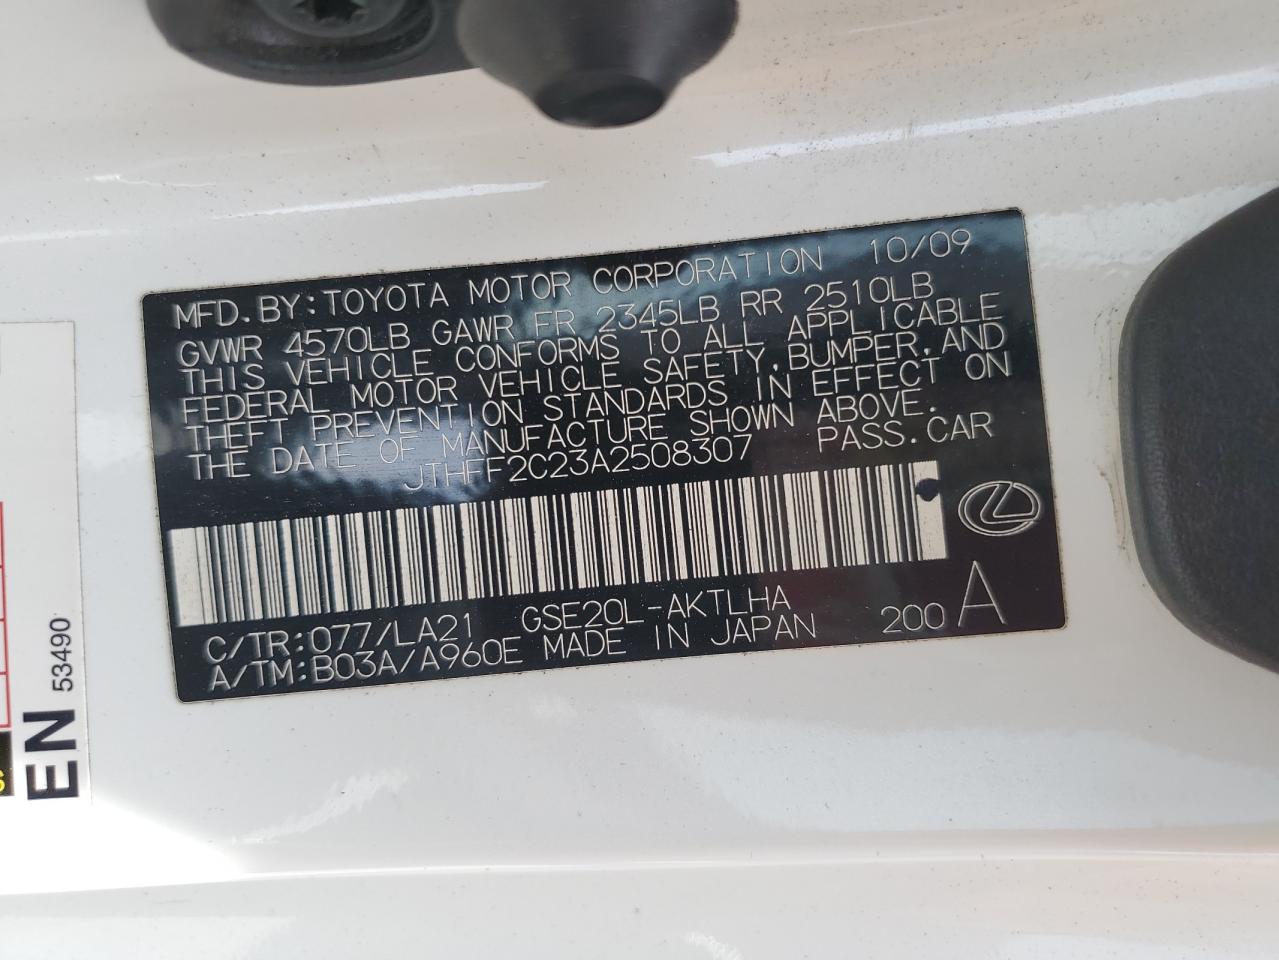 MFD. BY: TOYOTA MOTOR CORPORATION 10/09
GVWR 4570LB GAWR FR 2345LB RR 2510LB
THIS VEHICLE CONFORMS TO ALL APPLICABLE
FEDERAL MOTOR VEHICLE SAFETY, BUMPER, AND
THEFT PREVENTION STANDARDS IN EFFECT ON
THE DATE OF MANUFACTURE SHOWN ABOVE.
JTHFF2C23A2508307 PASS. CAR
C/TR: 077/LA21 GSE20L-AKTLHA
A/TM: B03A/A960E MADE IN JAPAN 200 A
EN 53490